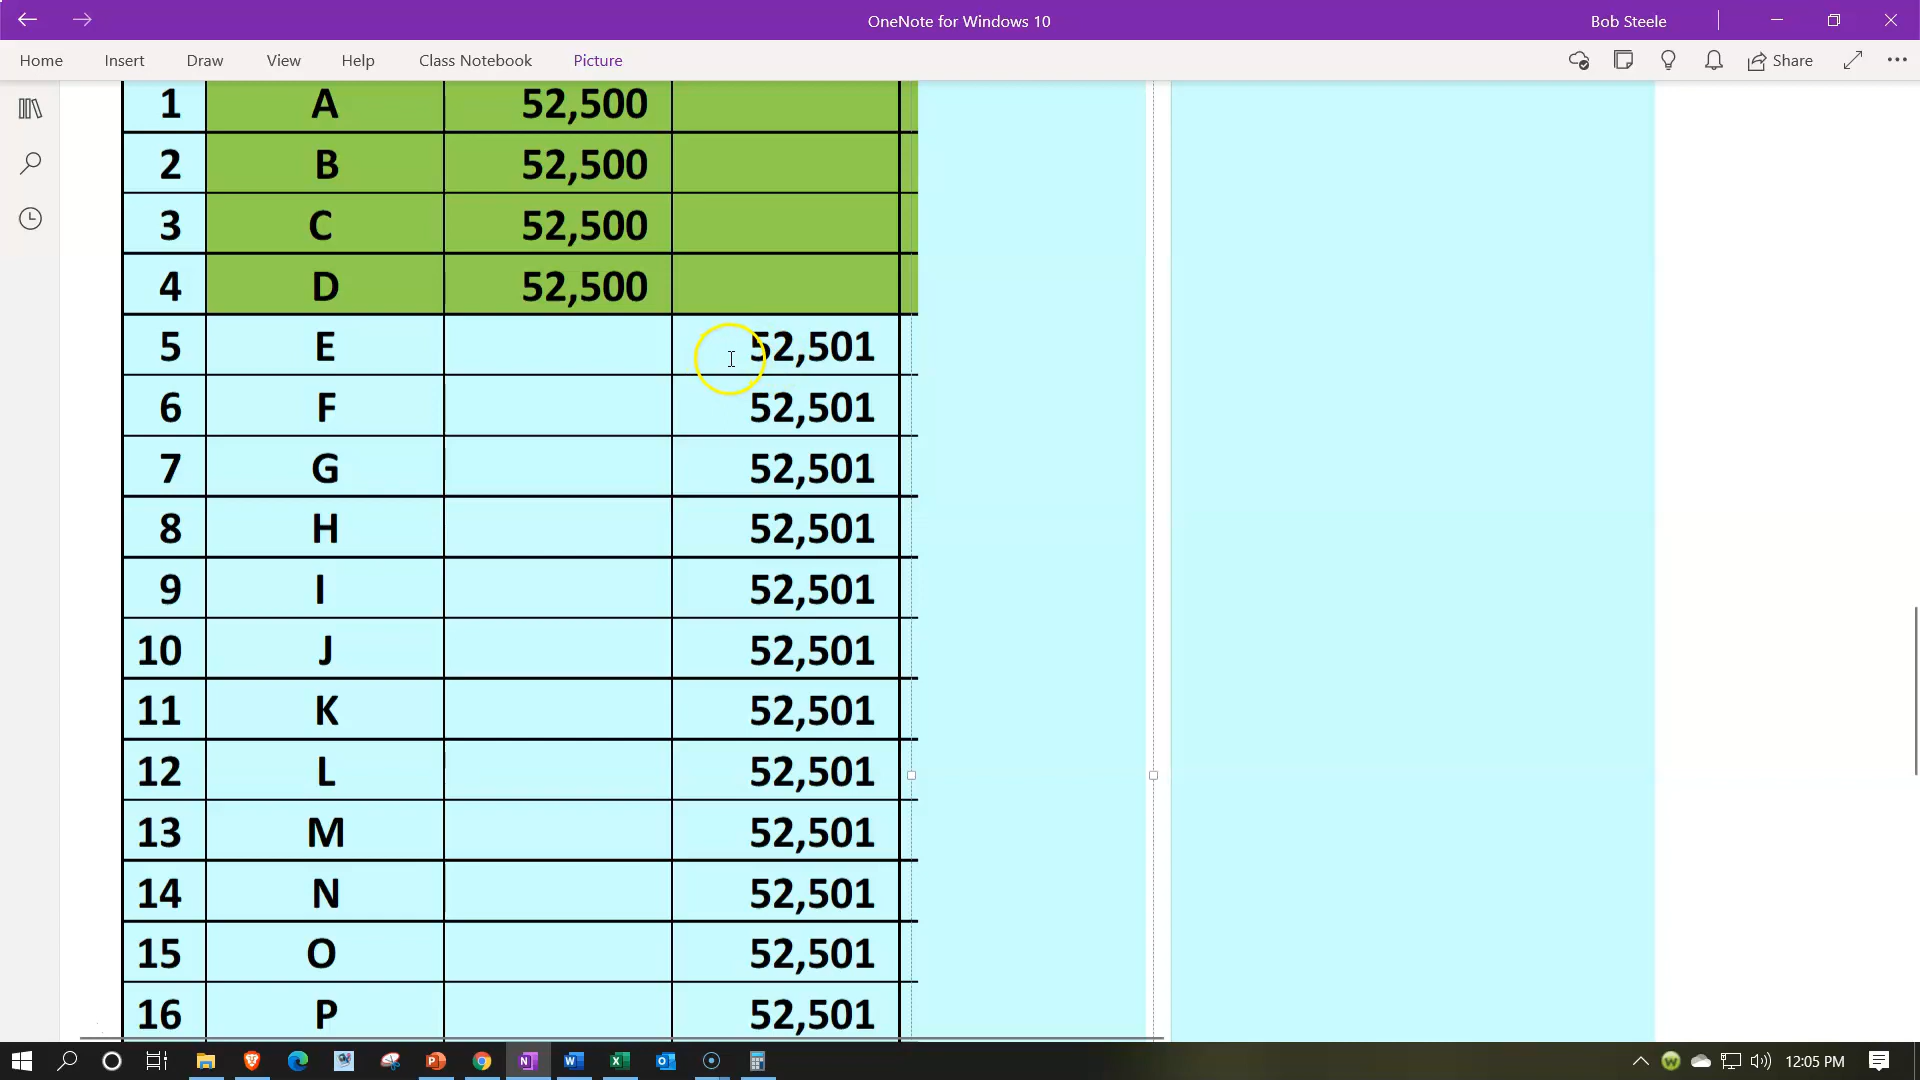 OneNote for Windows 10
Bob Steele
Home Insert Draw View Help Class Notebook Picture
Share
1 A 52,500
2 B 52,500
3 C 52,500
4 D 52,500
5 E 52,501
6 F 52,501
7 G 52,501
8 H 52,501
9 I 52,501
10 J 52,501
11 K 52,501
12 L 52,501
13 M 52,501
14 N 52,501
15 O 52,501
16 P 52,501
12:05 PM